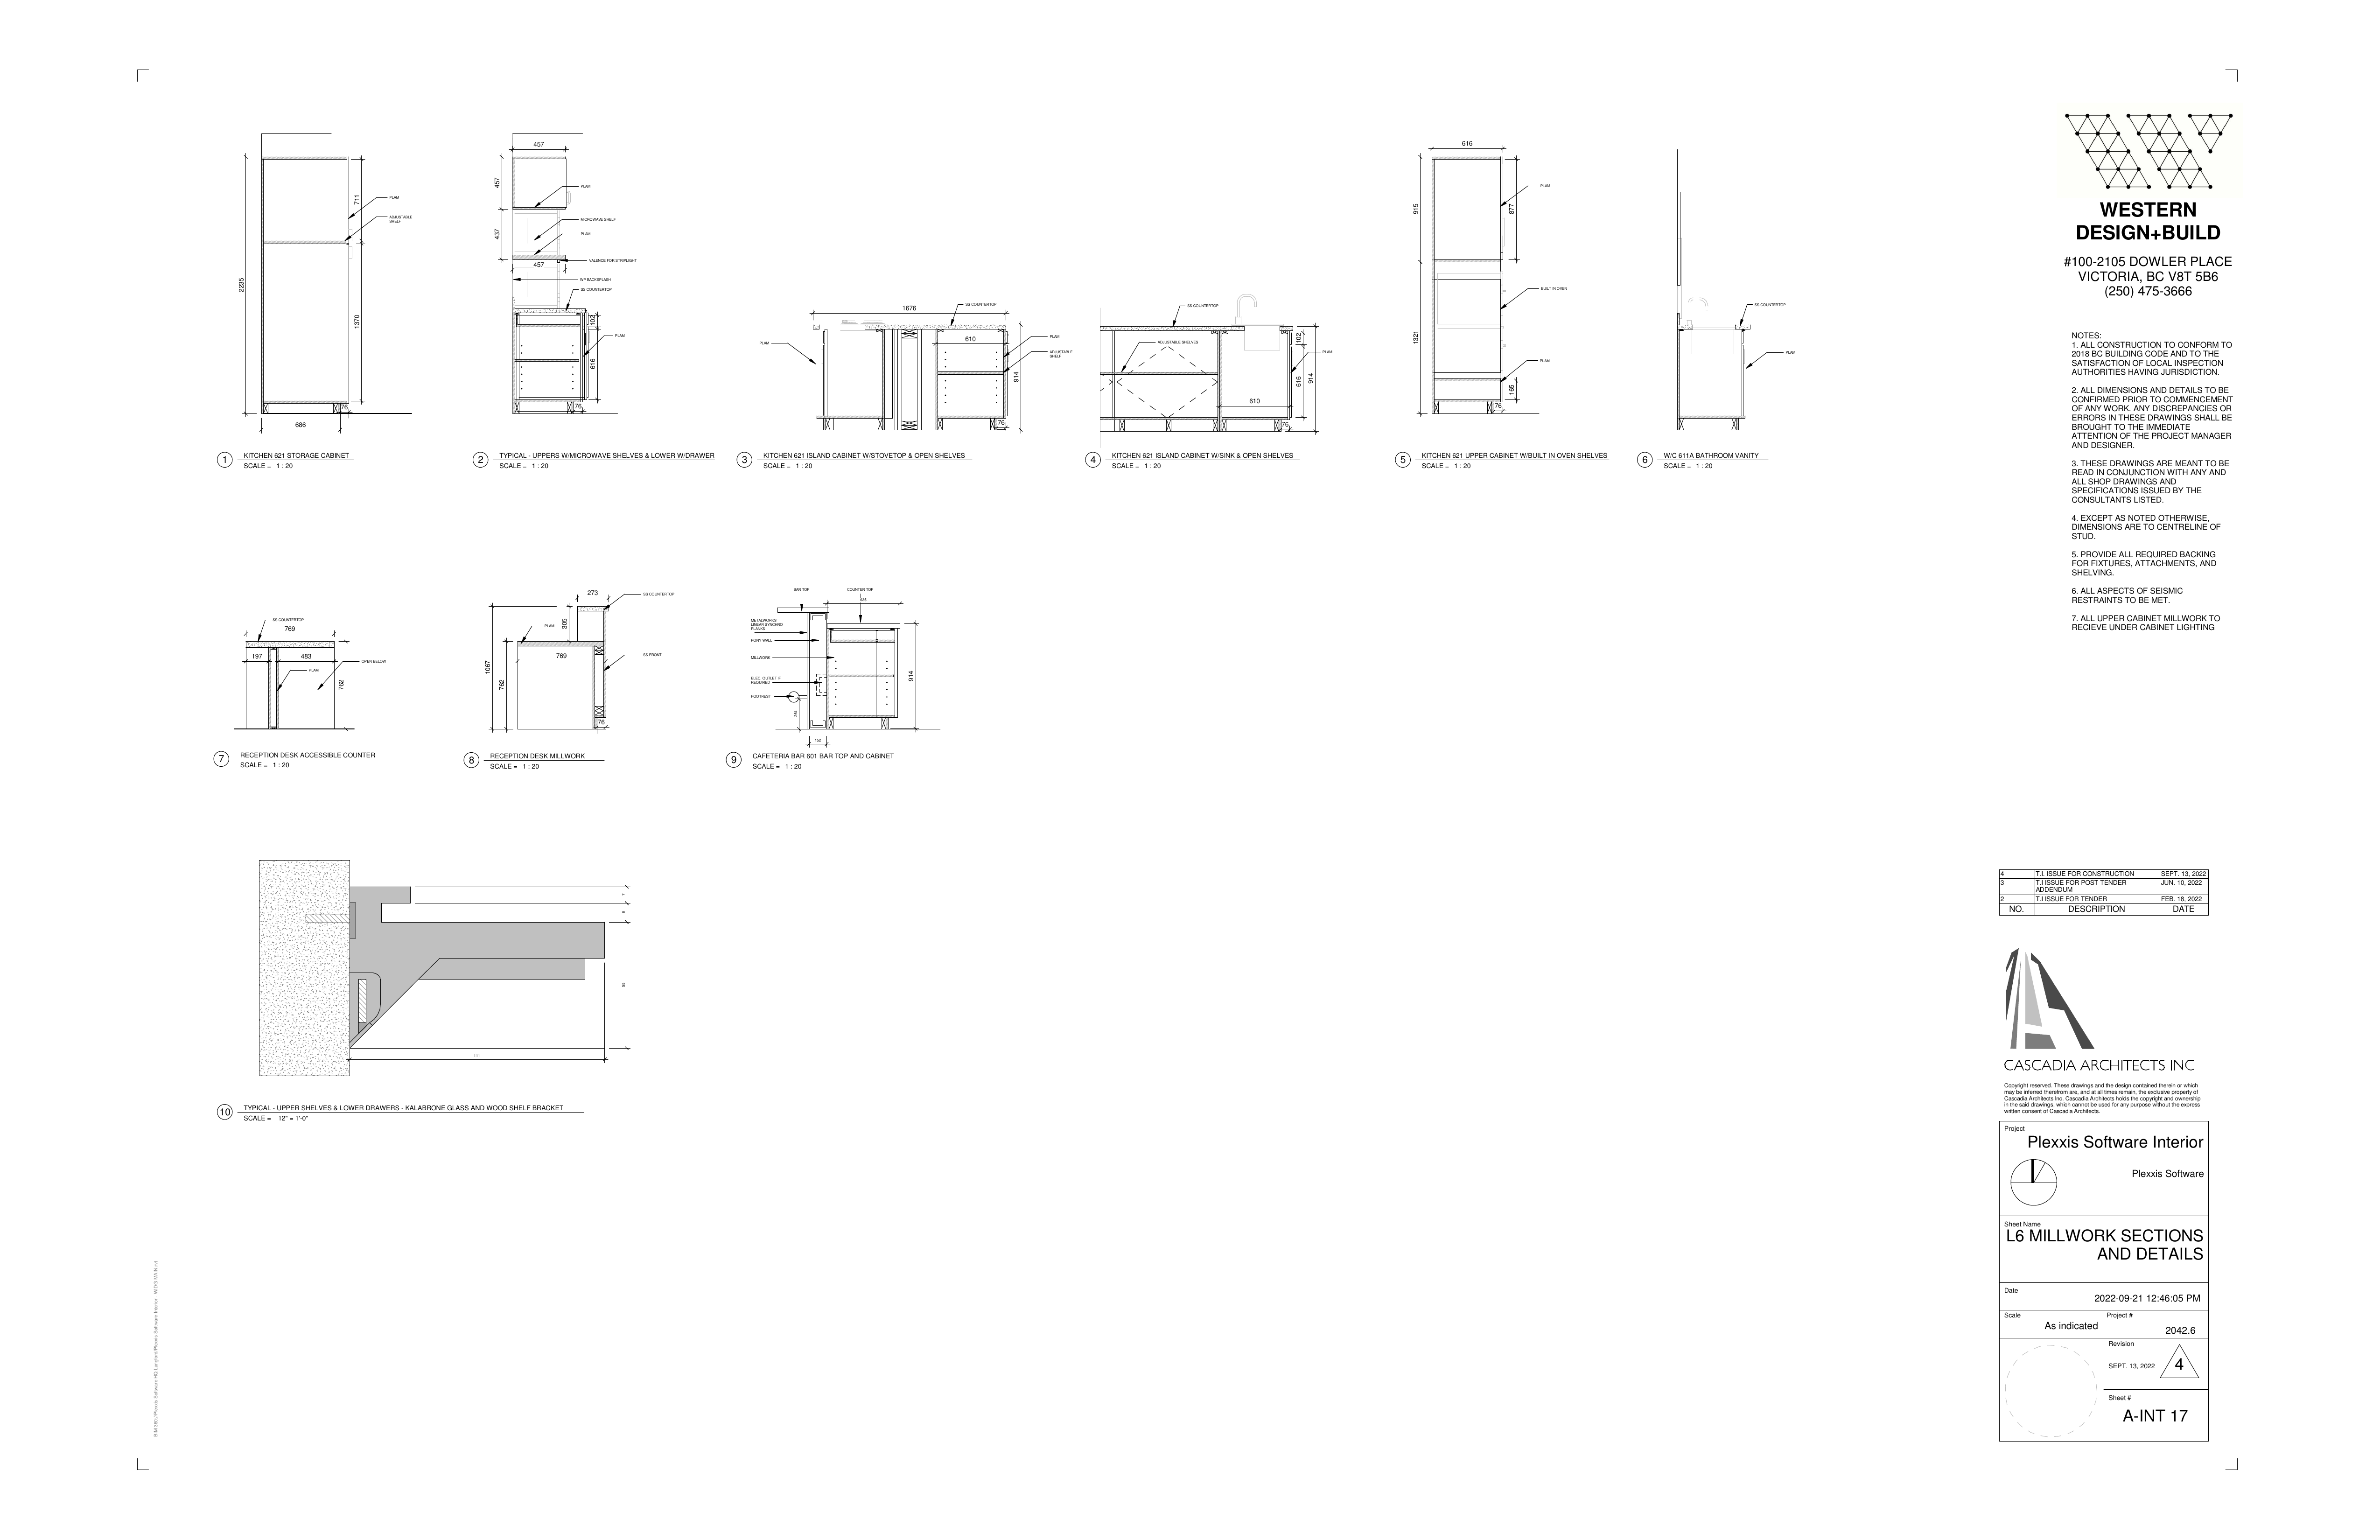 2235
711
1370
76
686
PLAM
ADJUSTABLE
SHELF
1
KITCHEN 621 STORAGE CABINET
SCALE = 1 : 20
457
457
437
457
102
616
76
PLAM
MICROWAVE SHELF
PLAM
VALENCE FOR STRIPLIGHT
SS COUNTERTOP
PLAM
2
TYPICAL - UPPERS W/MICROWAVE SHELVES & LOWER W/DRAWER
SCALE = 1 : 20
1676
SS COUNTERTOP
PLAM
610
PLAM
ADJUSTABLE
SHELF
914
76
3
KITCHEN 621 ISLAND CABINET W/STOVETOP & OPEN SHELVES
SCALE = 1 : 20
SS COUNTERTOP
ADJUSTABLE SHELVES
102
PLAM
616
914
610
76
4
KITCHEN 621 ISLAND CABINET W/SINK & OPEN SHELVES
SCALE = 1 : 20
616
915
877
1321
165
76
PLAM
BUILT IN OVEN
PLAM
5
KITCHEN 621 UPPER CABINET W/BUILT IN OVEN SHELVES
SCALE = 1 : 20
SS COUNTERTOP
PLAM
6
W/C 611A BATHROOM VANITY
SCALE = 1 : 20
SS COUNTERTOP
769
197
483
PLAM
OPEN BELOW
762
7
RECEPTION DESK ACCESSIBLE COUNTER
SCALE = 1 : 20
273
SS COUNTERTOP
PLAM
305
769
1067
762
SS FRONT
76
8
RECEPTION DESK MILLWORK
SCALE = 1 : 20
BAR TOP
COUNTER TOP
METALWORKS
LINEAR SYNCHRO
PLANKS
PONY WALL
MILLWORK
ELEC. OUTLET IF
REQUIRED
FOOTREST
914
150
9
CAFETERIA BAR 601 BAR TOP AND CABINET
SCALE = 1 : 20
10
TYPICAL - UPPER SHELVES & LOWER DRAWERS - KALABRONE GLASS AND WOOD SHELF BRACKET
SCALE = 12" = 1'-0"
WESTERN
DESIGN+BUILD
#100-2105 DOWLER PLACE
VICTORIA, BC V8T 5B6
(250) 475-3666
NOTES:
1. ALL CONSTRUCTION TO CONFORM TO
2018 BC BUILDING CODE AND TO THE
SATISFACTION OF LOCAL INSPECTION
AUTHORITIES HAVING JURISDICTION.
2. ALL DIMENSIONS AND DETAILS TO BE
CONFIRMED PRIOR TO COMMENCEMENT
OF ANY WORK. ANY DISCREPANCIES OR
ERRORS IN THESE DRAWINGS SHALL BE
BROUGHT TO THE IMMEDIATE
ATTENTION OF THE PROJECT MANAGER
AND DESIGNER.
3. THESE DRAWINGS ARE MEANT TO BE
READ IN CONJUNCTION WITH ANY AND
ALL SHOP DRAWINGS AND
SPECIFICATIONS ISSUED BY THE
CONSULTANTS LISTED.
4. EXCEPT AS NOTED OTHERWISE,
DIMENSIONS ARE TO CENTRELINE OF
STUD.
5. PROVIDE ALL REQUIRED BACKING
FOR FIXTURES, ATTACHMENTS, AND
SHELVING.
6. ALL ASPECTS OF SEISMIC
RESTRAINTS TO BE MET.
7. ALL UPPER CABINET MILLWORK TO
RECIEVE UNDER CABINET LIGHTING
4 T.I. ISSUE FOR CONSTRUCTION SEPT. 13, 2022
3 T.I ISSUE FOR POST TENDER JUN. 10, 2022
ADDENDUM
2 T.I ISSUE FOR TENDER FEB. 18, 2022
NO. DESCRIPTION DATE
CASCADIA ARCHITECTS INC
Copyright reserved. These drawings and the design contained therein or which
may be inferred therefrom are, and at all times remain, the exclusive property of
Cascadia Architects Inc. Cascadia Architects holds the copyright and ownership
in the said drawings, which cannot be used for any purpose without the express
written consent of Cascadia Architects.
Project
Plexxis Software Interior
Plexxis Software
Sheet Name
L6 MILLWORK SECTIONS
AND DETAILS
Date
2022-09-21 12:46:05 PM
Scale
As indicated
Project #
2042.6
Revision
SEPT. 13, 2022
4
Sheet #
A-INT 17